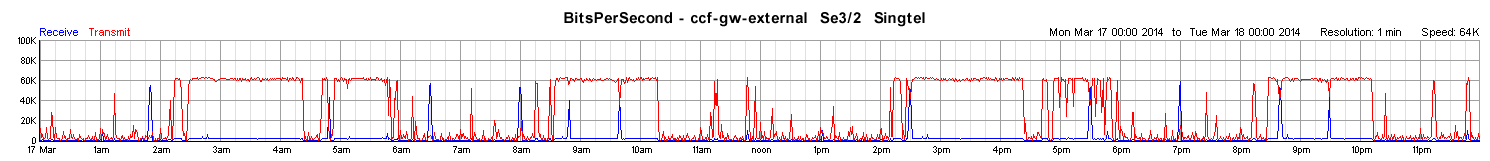 BitsPerSecond - ccf-gw-external Se3/2 Singtel
Receive Transmit Mon Mar 17 00:00 2014 to Tue Mar 18 00:00 2014 Resolution: 1 min Speed: 64K
100K
80K
60K
40K
20K
0
17 Mar 1am 2am 3am 4am 5am 6am 7am 8am 9am 10am 11am noon 1pm 2pm 3pm 4pm 5pm 6pm 7pm 8pm 9pm 10pm 11pm